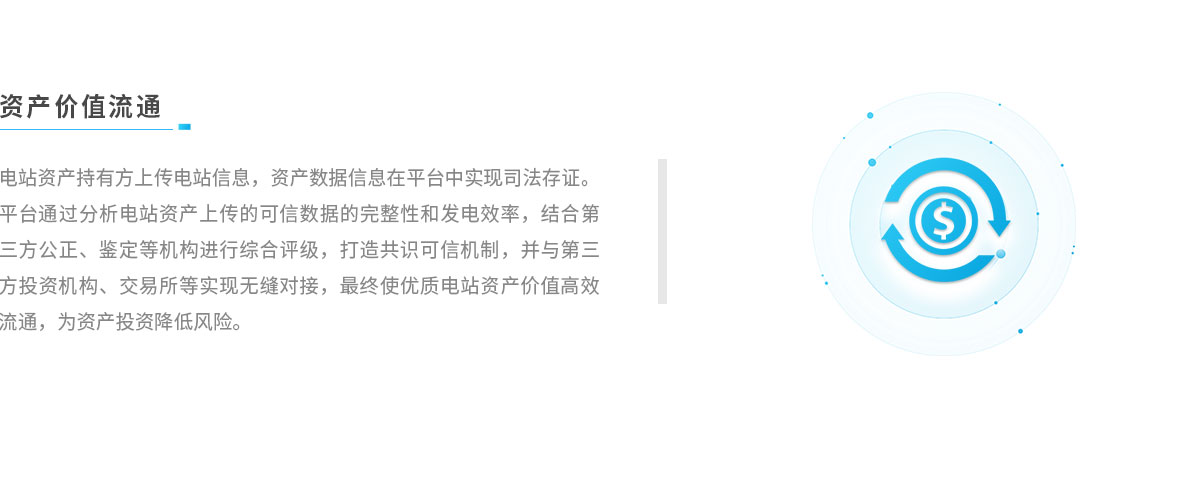 资产价值流通
电站资产持有方上传电站信息，资产数据信息在平台中实现司法存证。
平台通过分析电站资产上传的可信数据的完整性和发电效率，结合第
三方公正、鉴定等机构进行综合评级，打造共识可信机制，并与第三
方投资机构、交易所等实现无缝对接，最终使优质电站资产价值高效
流通，为资产投资降低风险。
$